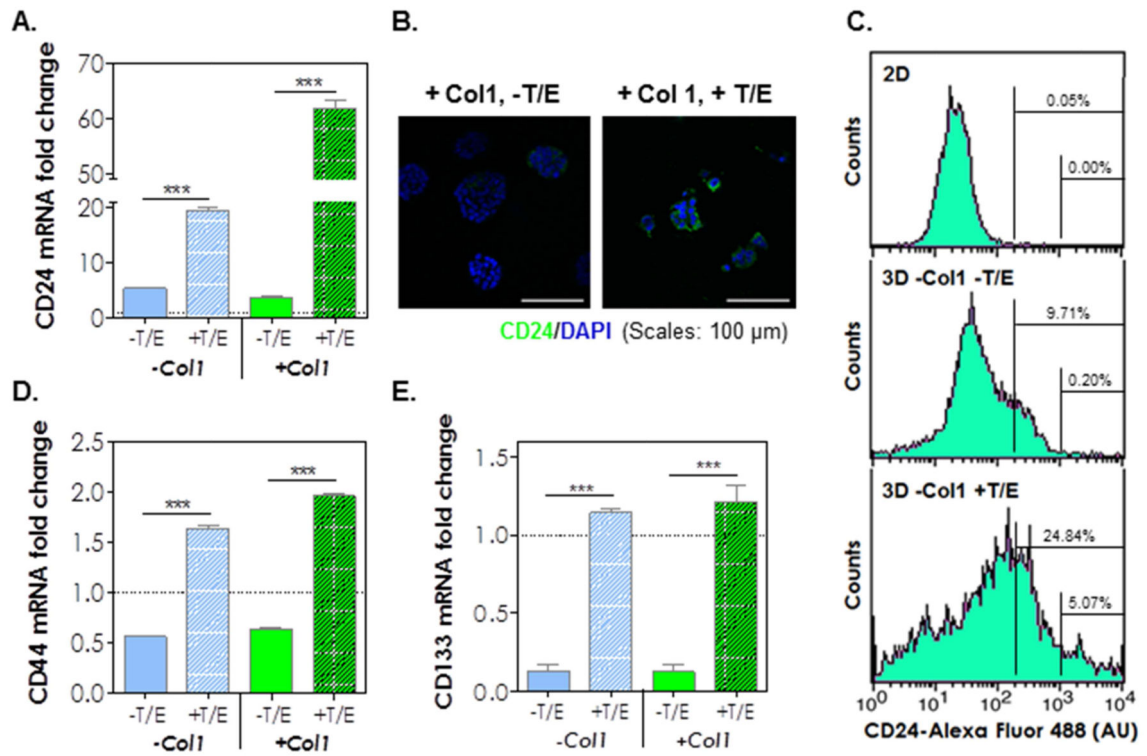 A.
CD24 mRNA fold change
70
60
50
20
10
0
***
***
-T/E +T/E -T/E +T/E
-Col1 +Col1
B.
+ Col1, -T/E + Col 1, + T/E
CD24/DAPI (Scales: 100 µm)
C.
2D
0.05%
0.00%
Counts
3D -Col1 -T/E
9.71%
0.20%
Counts
3D -Col1 +T/E
24.84%
5.07%
Counts
10⁰ 10¹ 10² 10³ 10⁴
CD24-Alexa Fluor 488 (AU)
D.
CD44 mRNA fold change
2.5
2.0
1.5
1.0
0.5
0.0
***
***
-T/E +T/E -T/E +T/E
-Col1 +Col1
E.
CD133 mRNA fold change
1.5
1.0
0.5
0.0
***
***
-T/E +T/E -T/E +T/E
-Col1 +Col1